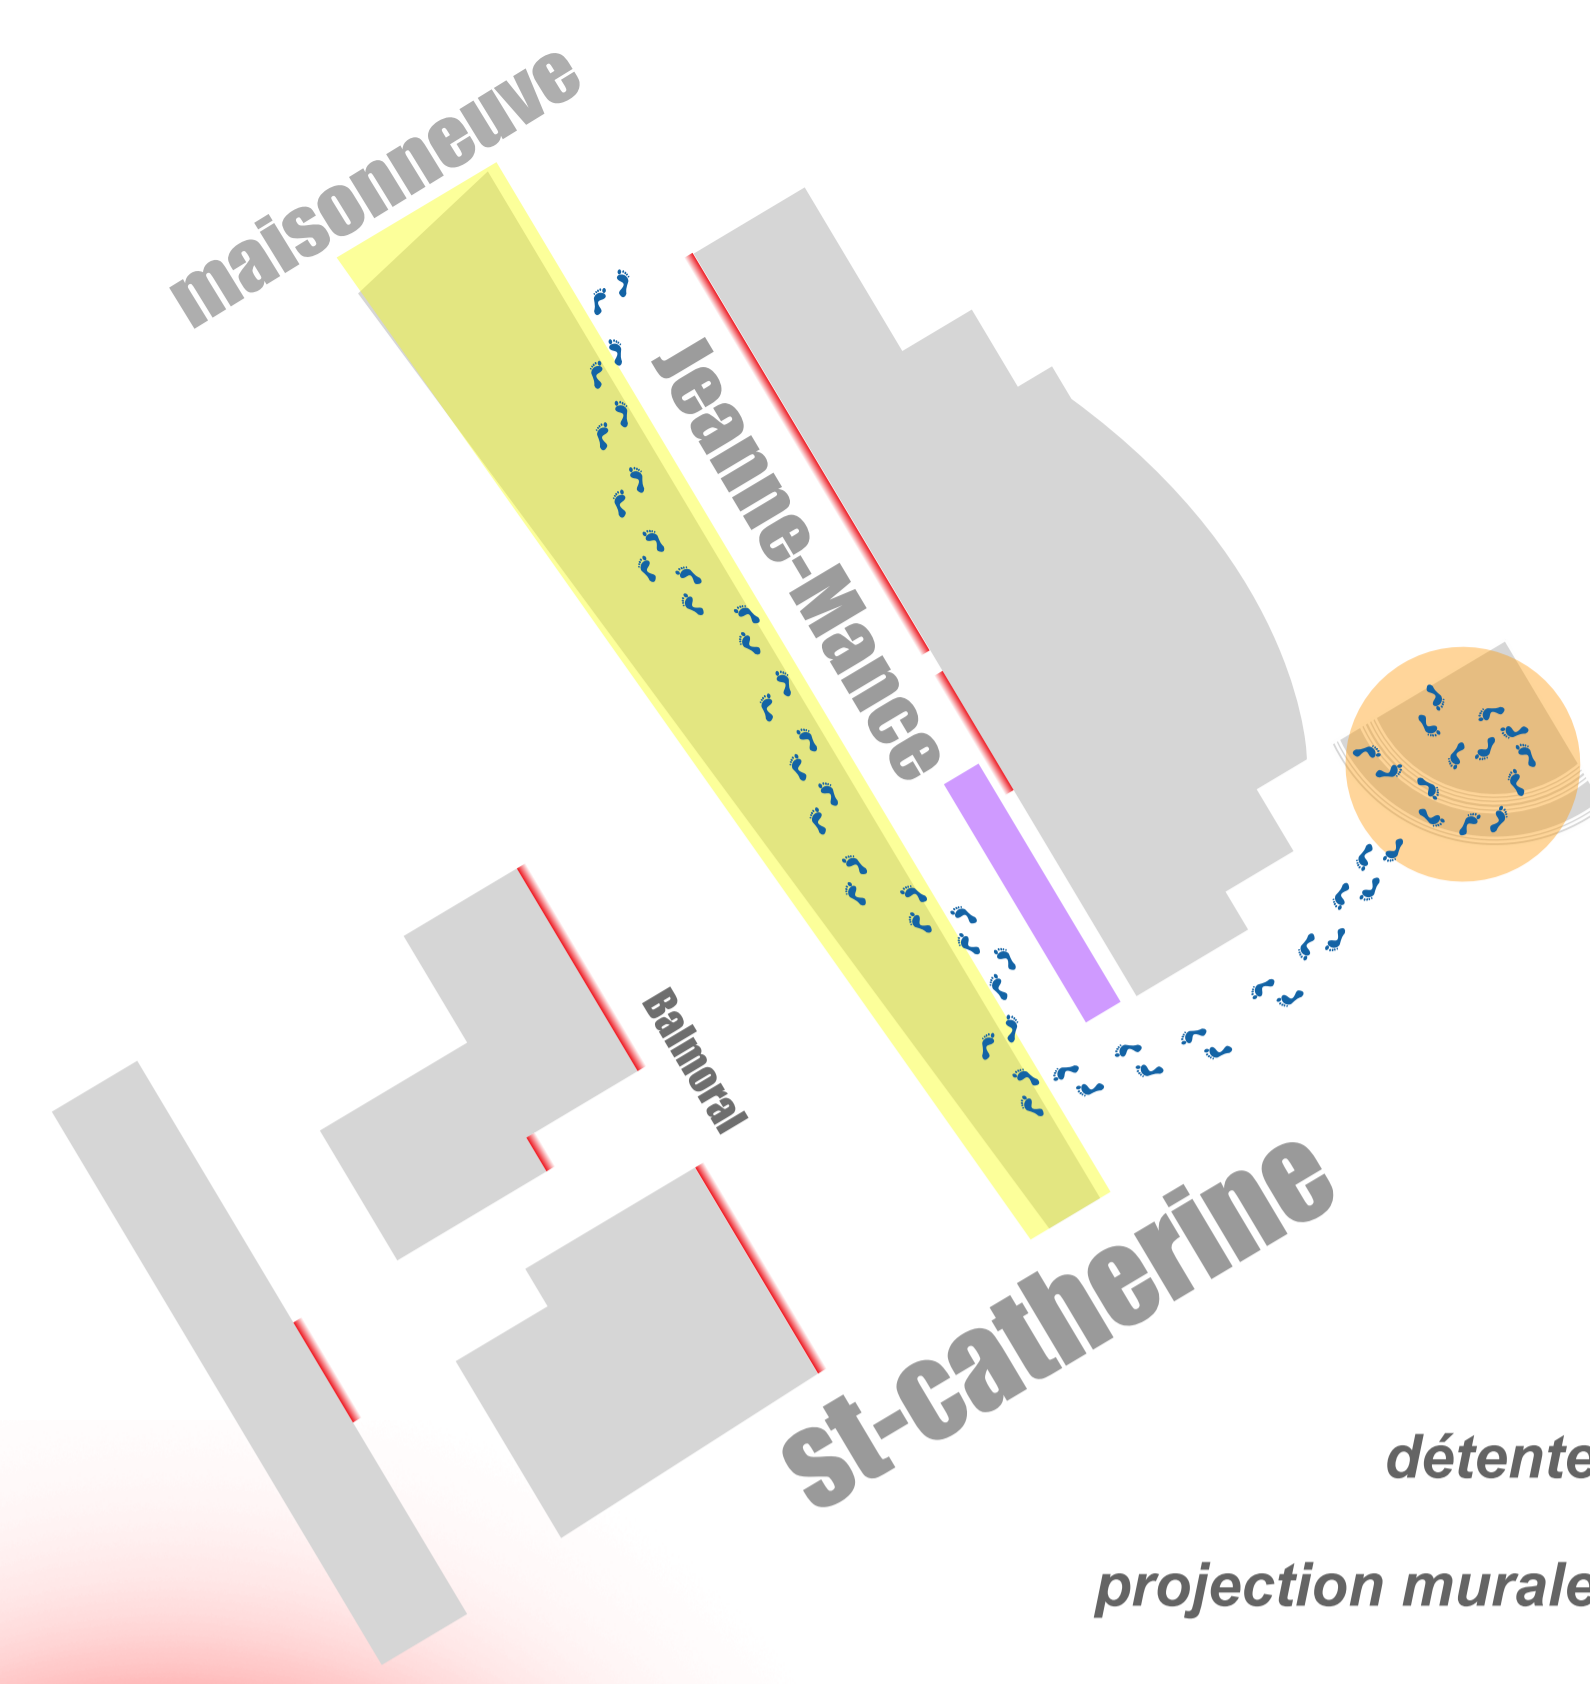 maisonneuve
Jeanne-Mance
Balmoral
st-catherine
détente
projection murale